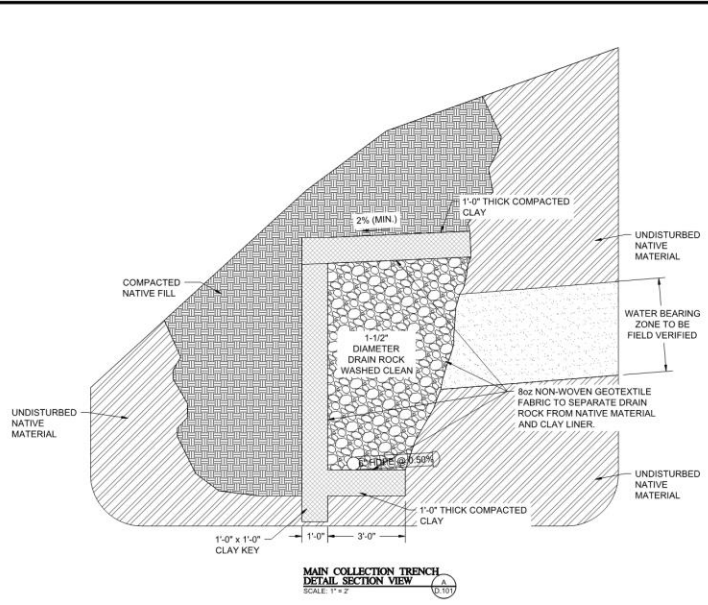 2% (MIN.)
1'-0" THICK COMPACTED
CLAY
UNDISTURBED
NATIVE
MATERIAL
COMPACTED
NATIVE FILL
WATER BEARING
ZONE TO BE
FIELD VERIFIED
1-1/2"
DIAMETER
DRAIN ROCK
WASHED CLEAN
8oz NON-WOVEN GEOTEXTILE
FABRIC TO SEPARATE DRAIN
ROCK FROM NATIVE MATERIAL
AND CLAY LINER.
UNDISTURBED
NATIVE
MATERIAL
6" HDPE @ 0.50%
UNDISTURBED
NATIVE
MATERIAL
1'-0" THICK COMPACTED
CLAY
1'-0" x 1'-0"
CLAY KEY
1'-0"
3'-0"
MAIN COLLECTION TRENCH
DETAIL SECTION VIEW
SCALE: 1" = 2'
A
D.101